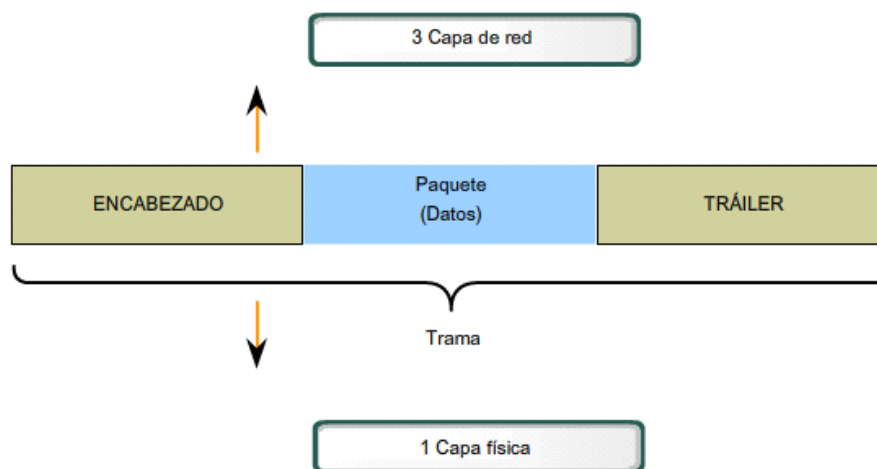 3 Capa de red
ENCABEZADO
Paquete
(Datos)
TRÁILER
Trama
1 Capa física